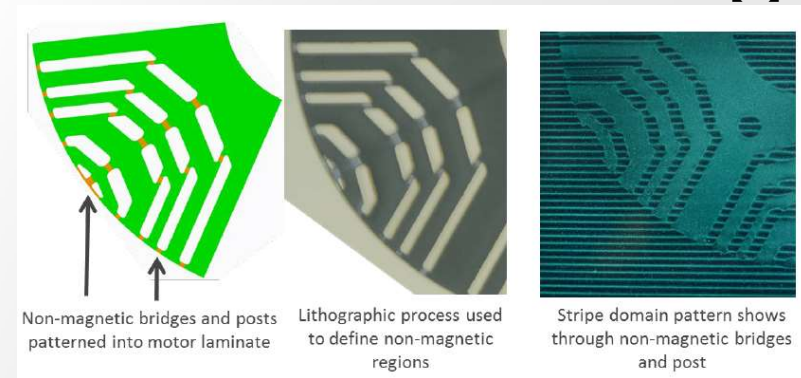 Non-magnetic bridges and posts
patterned into motor laminate
Lithographic process used
to define non-magnetic
regions
Stripe domain pattern shows
through non-magnetic bridges
and post